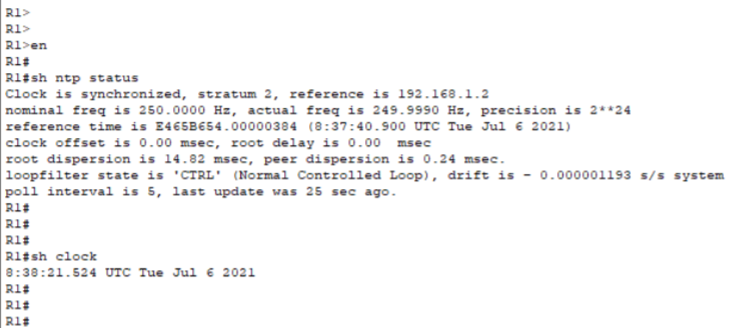 R1>
R1>
R1>en
R1#
R1#sh ntp status
Clock is synchronized, stratum 2, reference is 192.168.1.2
nominal freq is 250.0000 Hz, actual freq is 249.9990 Hz, precision is 2**24
reference time is E465B654.00000384 (8:37:40.900 UTC Tue Jul 6 2021)
clock offset is 0.00 msec, root delay is 0.00  msec
root dispersion is 14.82 msec, peer dispersion is 0.24 msec.
loopfilter state is 'CTRL' (Normal Controlled Loop), drift is - 0.000001193 s/s system
poll interval is 5, last update was 25 sec ago.
R1#
R1#
R1#
R1#sh clock
8:38:21.524 UTC Tue Jul 6 2021
R1#
R1#
R1#